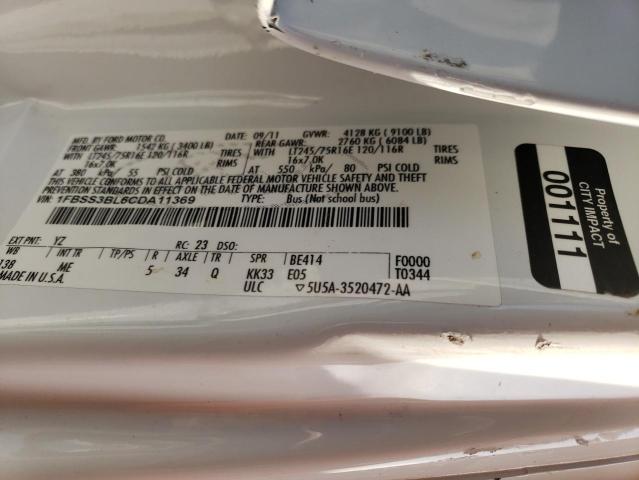 MFD. BY FORD MOTOR CO. DATE: 09/11 GVWR: 4128 KG ( 9100 LB)
FRONT GAWR: 1542 KG ( 3400 LB) REAR GAWR: 2760 KG ( 6084 LB)
WITH LT245/75R16E 120/116R TIRES WITH LT245/75R16E 120/116R TIRES
16x7.0K RIMS 16x7.0K RIMS
AT 380 kPa/ 55 PSI COLD AT 550 kPa/ 80 PSI COLD
THIS VEHICLE CONFORMS TO ALL APPLICABLE FEDERAL MOTOR VEHICLE SAFETY AND THEFT
PREVENTION STANDARDS IN EFFECT ON THE DATE OF MANUFACTURE SHOWN ABOVE.
VIN: 1FBSS3BL6CDA11369 TYPE: Bus (Not school bus)
EXT PNT: YZ RC: 23 DSO:
WB INT TR TP/PS R AXLE TR SPR BE414 F0000
138 ME 5 34 Q KK33 E05 T0344
MADE IN U.S.A. ULC ▽5U5A-3520472-AA
Property of
CITY IMPACT
001111